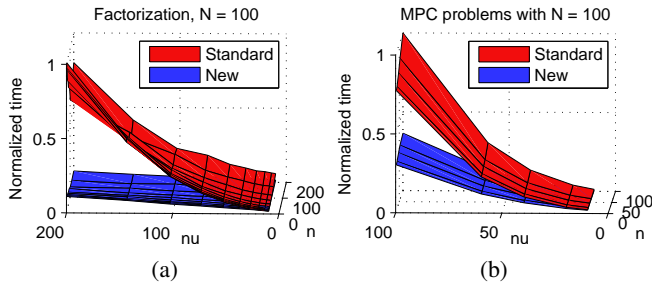 Factorization, N = 100
Normalized time
1
0.5
0
200
100
0
nu
200
100
0
n
Standard
New
(a)
MPC problems with N = 100
Normalized time
1
0.5
0
100
50
0
nu
100
50
0
n
Standard
New
(b)